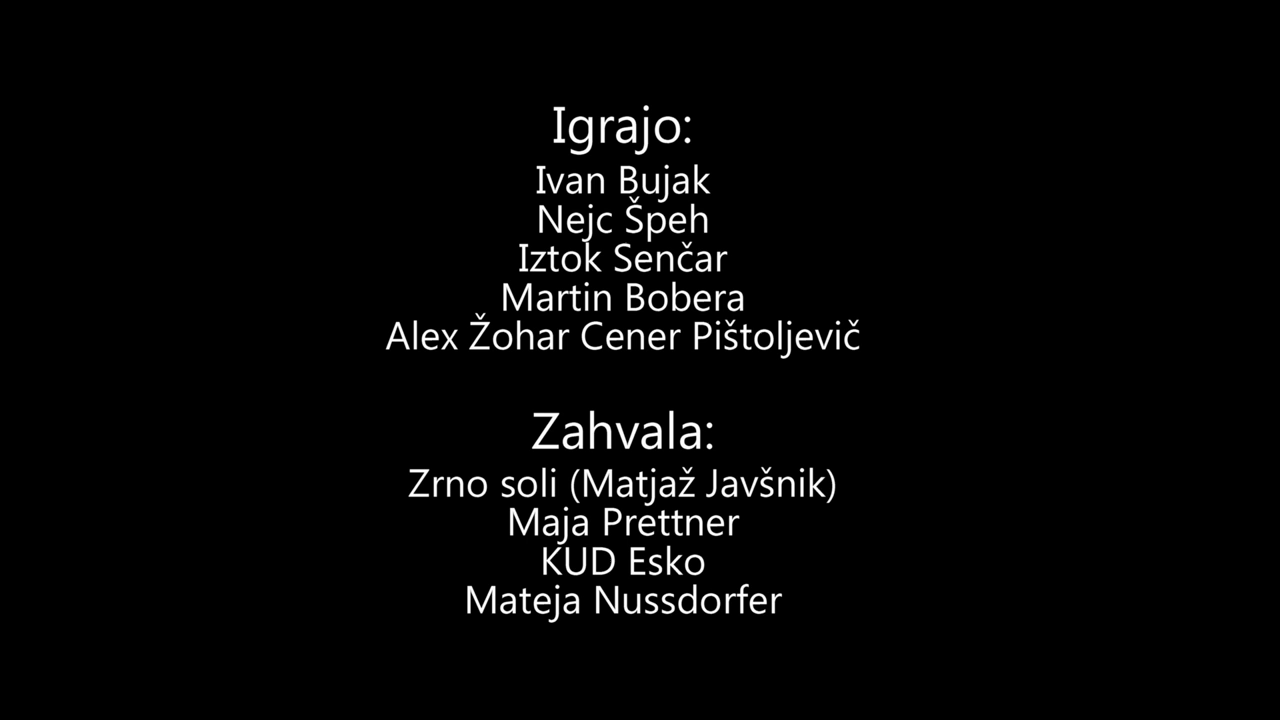 Igrajo:
Ivan Bujak
Nejc Špeh
Iztok Senčar
Martin Bobera
Alex Žohar Cener Pištoljevič
Zahvala:
Zrno soli (Matjaž Javšnik)
Maja Prettner
KUD Esko
Mateja Nussdorfer